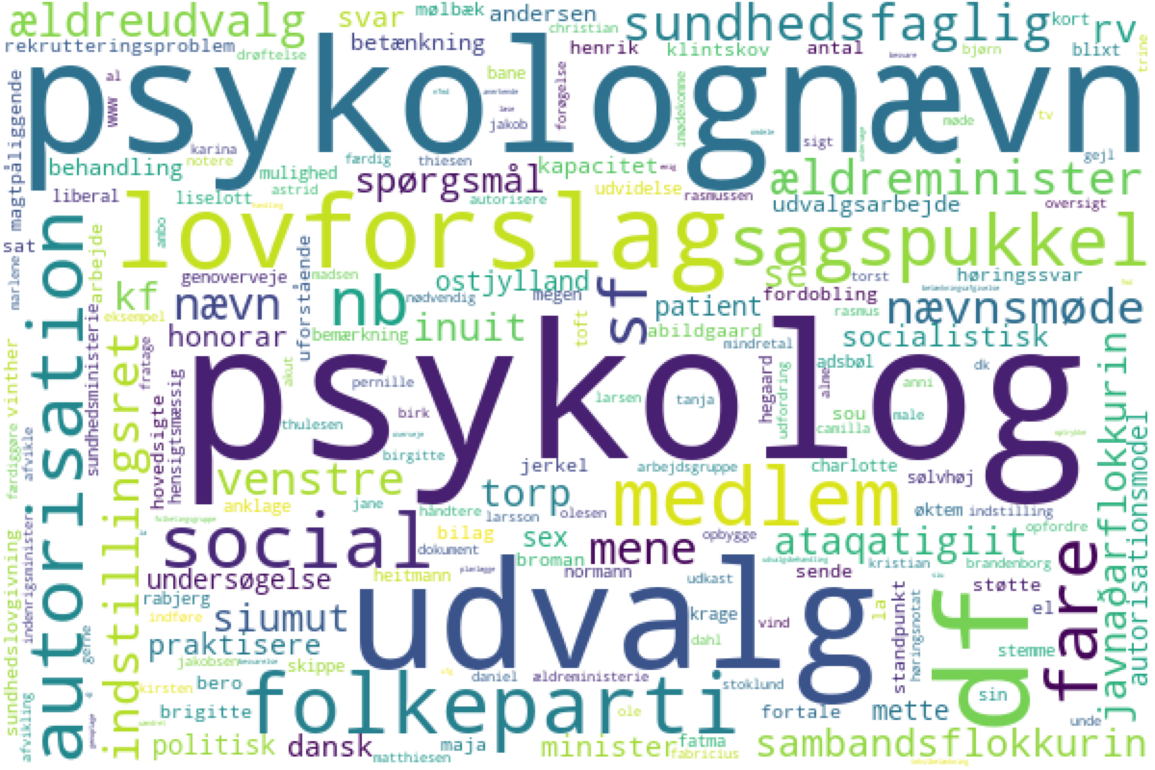 ældreudvalg
svar
mølbæk
andersen
christian
sundhedsfaglig
kort
rv
trine
rekrutteringsproblem
drøftelse
betænkning
henrik
klintskov
antal
bjørn
blixt
psykolognævn
magtpåliggende
www
al
bane
jakob
forøgelse
imødekomme
møde
tv
karina
notere
færdig
thiesen
sigt
gejl
behandling
mulighed
spørgsmål
kapacitet
ældreminister
liberal
astrid
liselott
autorisere
udvidelse
rasmussen
udvalgsarbejde
oversigt
lovforslag
sagspukkel
sat
marlene
arbejde
ambo
uforstående
genoverveje
madsen
ostjylland
nødvendig
megen
sf
se
torst
høringssvar
autorisation
kf
eksempel
nævn
nb
patient
fordobling
rasmus
nævnsmøde
honorar
bemærkning
inuit
toft
abildgaard
mindretal
socialistisk
sundhedsministerie
indstillingsret
fratage
akut
psykolog
adsbøl
dk
færdiggøre
vinther
afvikle
hovedsigte
hensigtsmæssig
pernille
birk
larsen
tanja
hegaard
udfordring
alme
anni
sou
male
camilla
thulesen
birgitte
javnaðarflokkurin
autorisationsmodel
venstre
jerkel
arbejdsgruppe
charlotte
anklage
jane
håndtere
torp
medlem
sølvhøj
larsson
olesen
øktem
indstilling
social
bilag
sex
mene
opbygge
ataqatigiit
opfordre
dokument
broman
sundhedslovgivning
indenrigsminister
undersøgelse
heitmann
normann
udkast
sende
kristian
brandenborg
fare
støtte
rabjerg
indføre
siumut
udvalg
krage
vind
la
standpunkt
høringsnotat
df
el
gerne
praktisere
dahl
stemme
jakobsen
skippe
afvikling
kirsten
bero
folkeparti
daniel
ældreministerie
stoklund
sin
brigitte
ole
fortale
mette
unde
politisk
dansk
maja
matthiesen
minister
fatma
fabricius
sambandsflokkurin